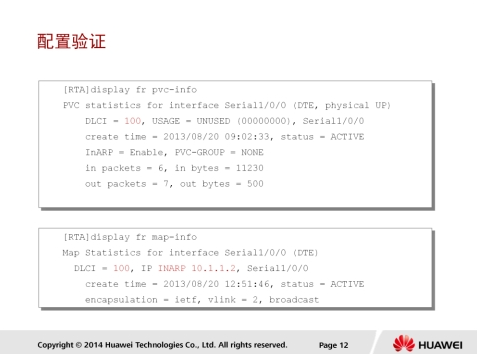 配置验证
[RTA]display fr pvc-info
PVC statistics for interface Serial1/0/0 (DTE, physical UP)
DLCI = 100, USAGE = UNUSED (00000000), Serial1/0/0
create time = 2013/08/20 09:02:33, status = ACTIVE
InARP = Enable, PVC-GROUP = NONE
in packets = 6, in bytes = 11230
out packets = 7, out bytes = 500
[RTA]display fr map-info
Map Statistics for interface Serial1/0/0 (DTE)
DLCI = 100, IP INARP 10.1.1.2, Serial1/0/0
create time = 2013/08/20 12:51:46, status = ACTIVE
encapsulation = ietf, vlink = 2, broadcast
Copyright © 2014 Huawei Technologies Co., Ltd. All rights reserved.
Page 12
HUAWEI